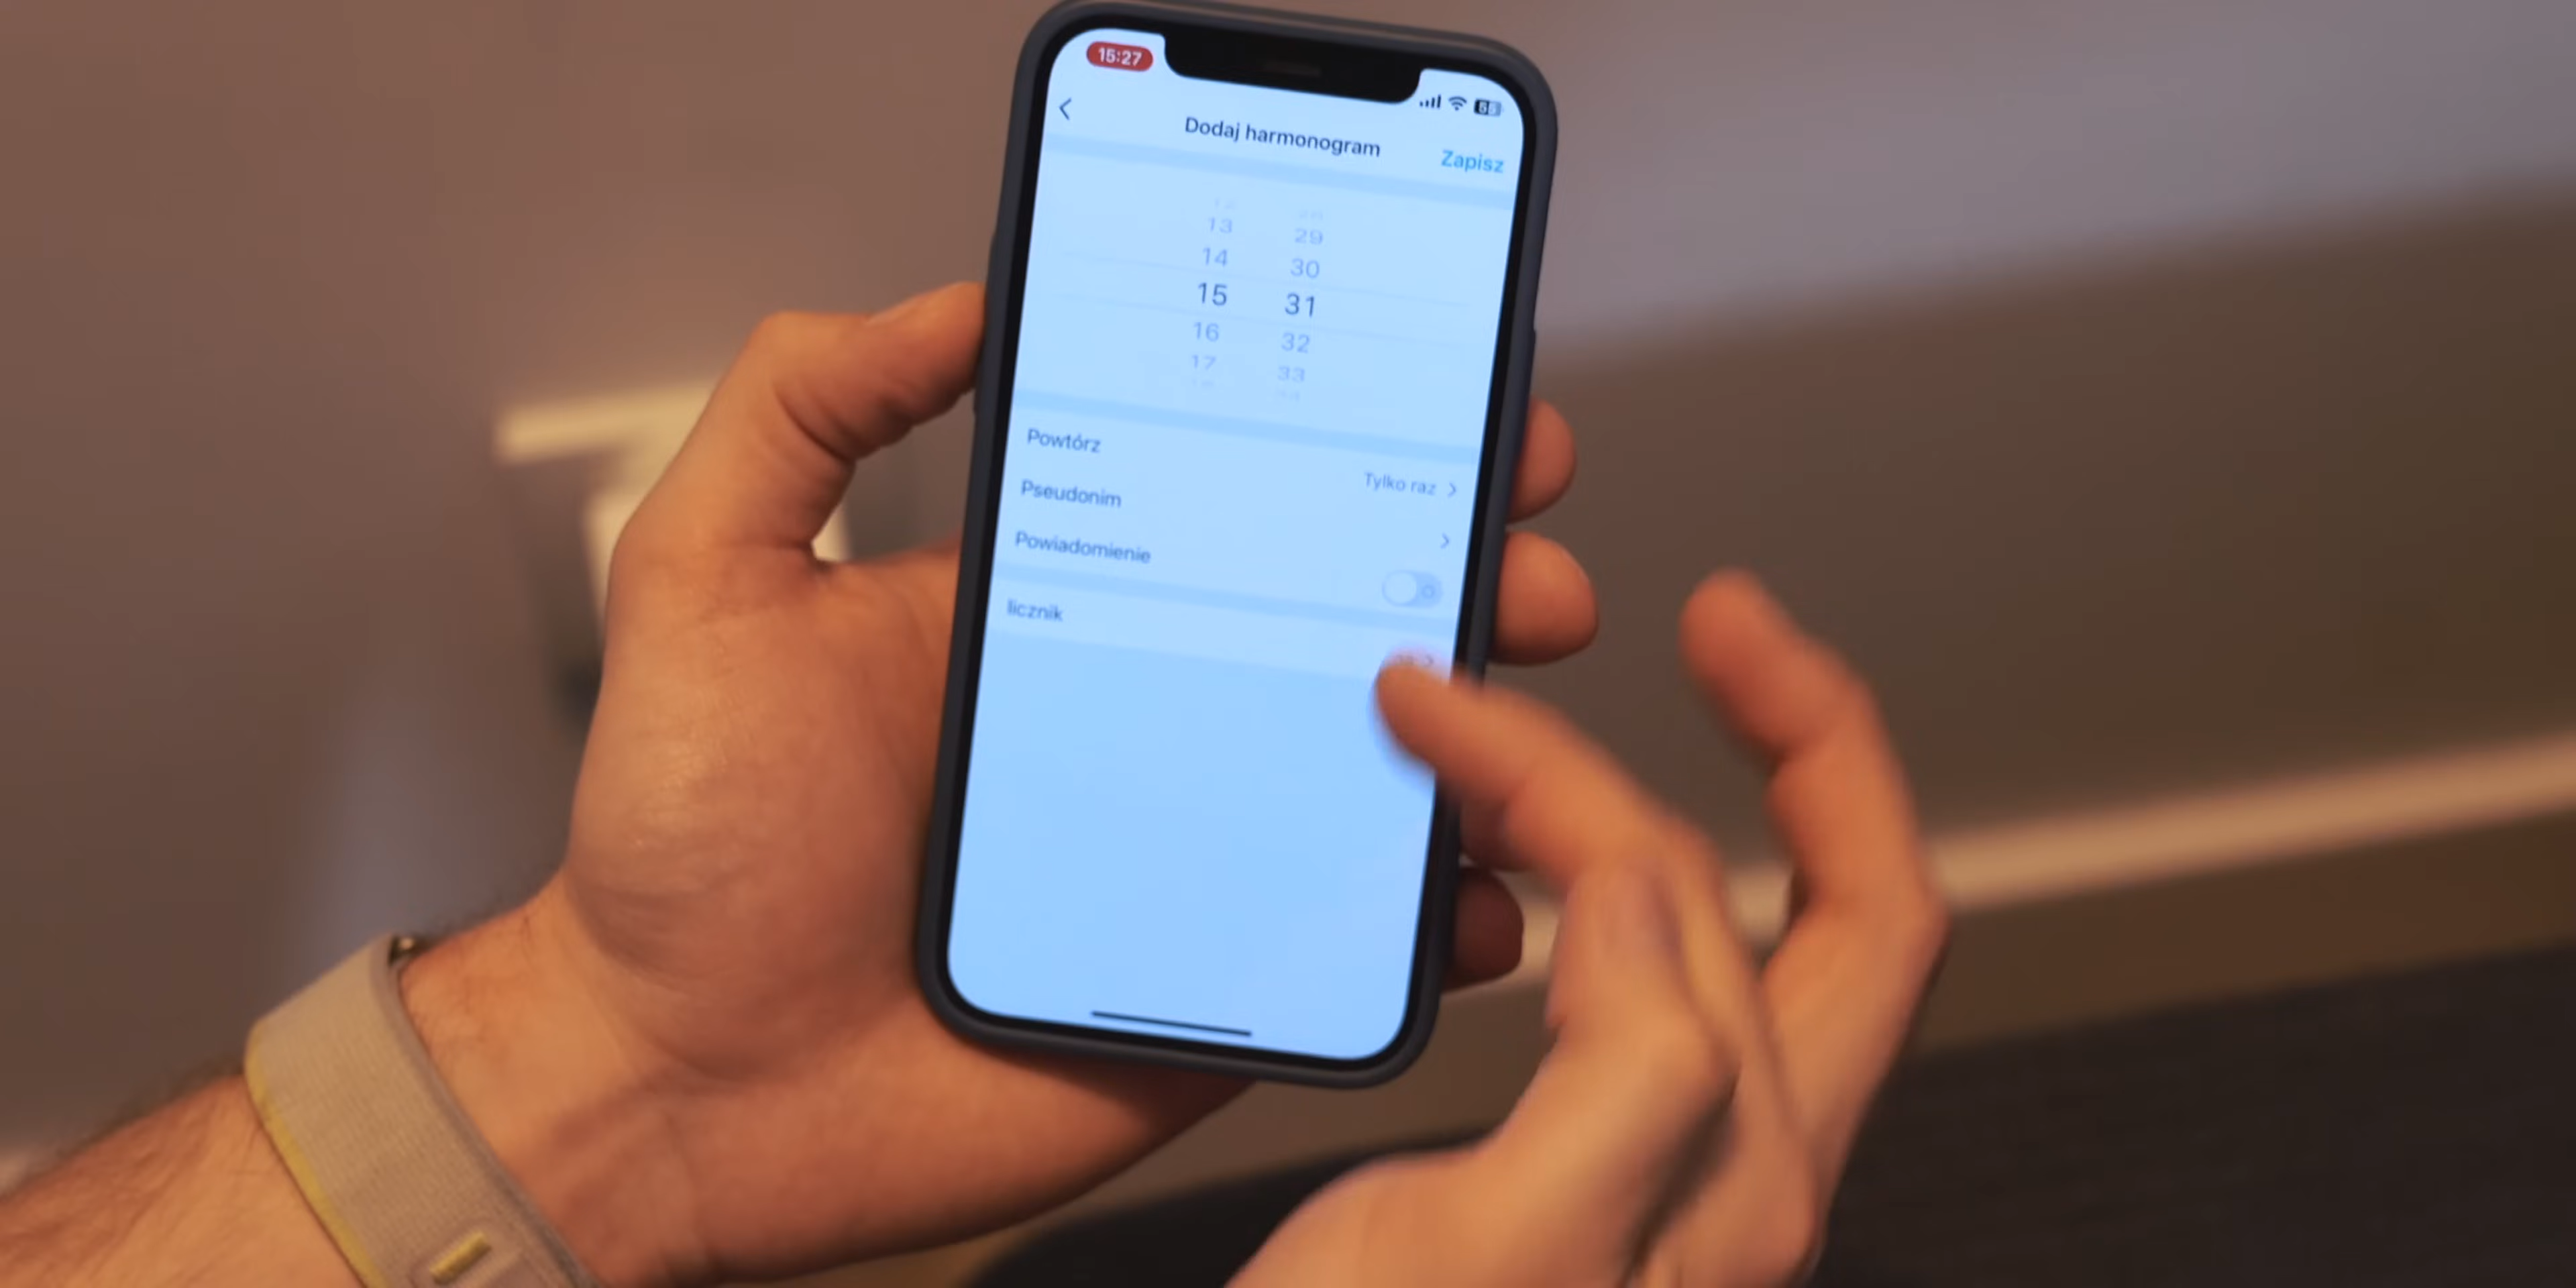 15:27
Dodaj harmonogram
Zapisz
13 29
14 30
15 31
16 32
17 33
Powtórz
Tylko raz
Pseudonim
Powiadomienie
licznik